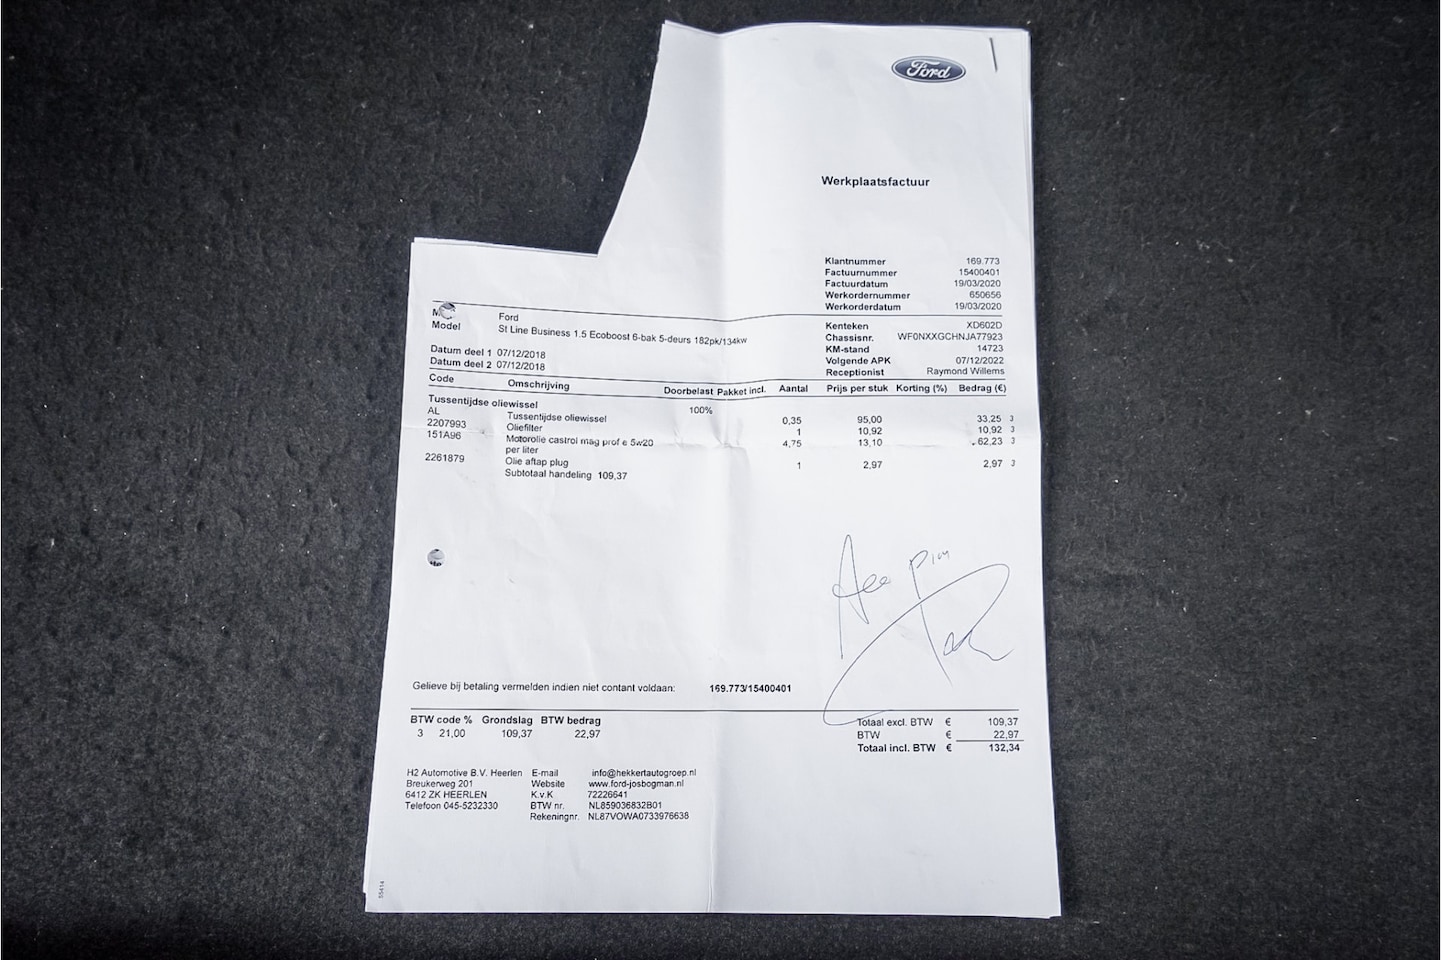 Ford
Werkplaatsfactuur
Klantnummer 169.773
Factuurnummer 15400401
Factuurdatum 19/03/2020
Werkordernummer 650656
Werkorderdatum 19/03/2020
Ford
Model St Line Business 1.5 Ecoboost 6-bak 5-deurs 182pk/134kw
Datum deel 1 07/12/2018
Datum deel 2 07/12/2018
Kenteken XD602D
Chassisnr. WF0NXXGCHNJA77923
KM-stand 14723
Volgende APK 07/12/2022
Receptionist Raymond Willems
Code Omschrijving Doorbelast Pakket incl. Aantal Prijs per stuk Korting (%) Bedrag (€)
Tussentijdse oliewissel 100%
AL Tussentijdse oliewissel 0,35 95,00 33,25 3
2207993 Oliefilter 1 10,92 10,92 3
151A96 Motorolie castrol mag prof e 5w20 4,75 13,10 62,23 3
per liter
2261879 Olie aftap plug 1 2,97 2,97 3
Subtotaal handeling 109,37
Pim
Gelieve bij betaling vermelden indien niet contant voldaan: 169.773/15400401
BTW code % Grondslag BTW bedrag
3 21,00 109,37 22,97
Totaal excl. BTW € 109,37
BTW € 22,97
Totaal incl. BTW € 132,34
H2 Automotive B.V. Heerlen E-mail info@hekkertautogroep.nl
Breukerweg 201 Website www.ford-josbogman.nl
6412 ZK HEERLEN K.v.K 72226641
Telefoon 045-5232330 BTW nr. NL859036832B01
Rekeningnr. NL87VOWA0733976638
55414